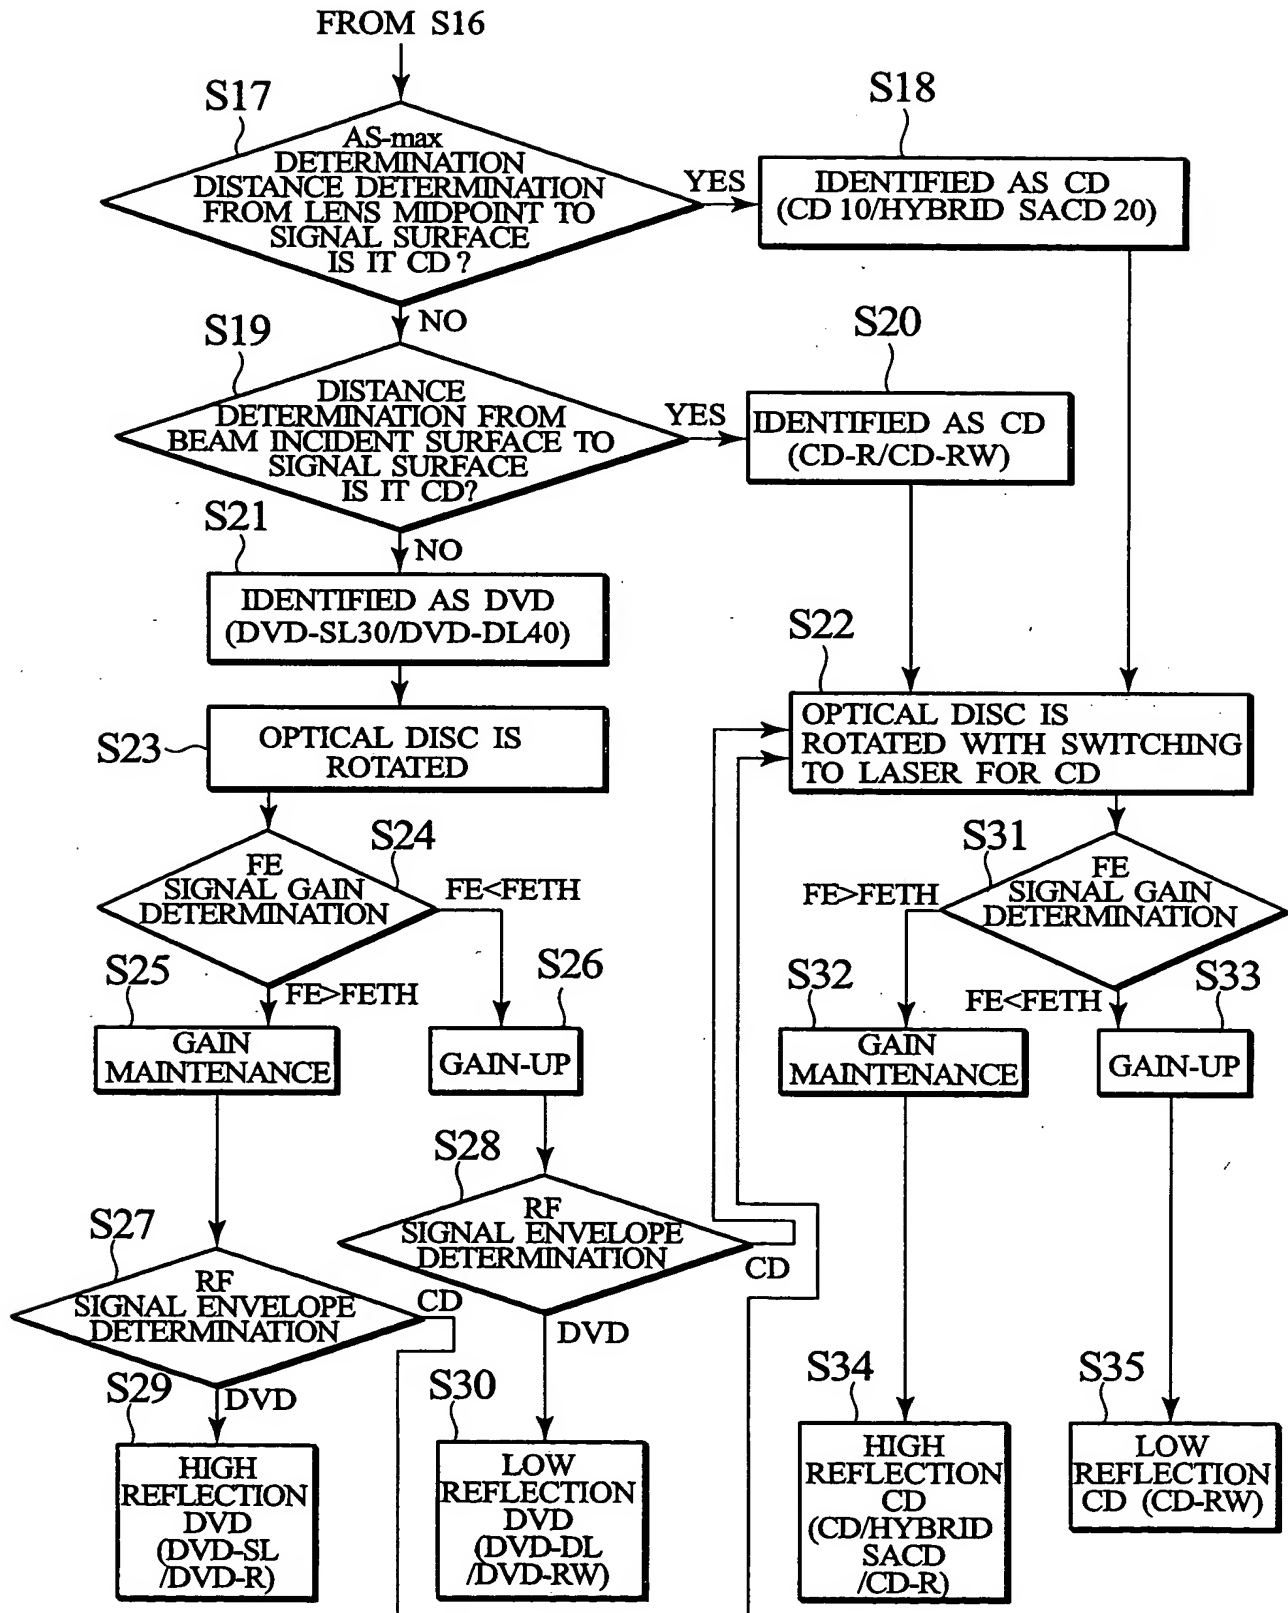 FROM S16
S17
AS-max
DETERMINATION
DISTANCE DETERMINATION
FROM LENS MIDPOINT TO
SIGNAL SURFACE
IS IT CD ?
YES
S18
IDENTIFIED AS CD
(CD 10/HYBRID SACD 20)
NO
S19
DISTANCE
DETERMINATION FROM
BEAM INCIDENT SURFACE TO
SIGNAL SURFACE
IS IT CD?
YES
S20
IDENTIFIED AS CD
(CD-R/CD-RW)
NO
S21
IDENTIFIED AS DVD
(DVD-SL30/DVD-DL40)
S22
OPTICAL DISC IS
ROTATED WITH SWITCHING
TO LASER FOR CD
S23
OPTICAL DISC IS
ROTATED
S24
FE
SIGNAL GAIN
DETERMINATION
FE<FETH
FE>FETH
S31
FE
SIGNAL GAIN
DETERMINATION
FE>FETH
FE<FETH
S25
GAIN
MAINTENANCE
S26
GAIN-UP
S32
GAIN
MAINTENANCE
S33
GAIN-UP
S28
RF
SIGNAL ENVELOPE
DETERMINATION
CD
DVD
S27
RF
SIGNAL ENVELOPE
DETERMINATION
CD
DVD
S29
HIGH
REFLECTION
DVD
(DVD-SL
/DVD-R)
S30
LOW
REFLECTION
DVD
(DVD-DL
/DVD-RW)
S34
HIGH
REFLECTION
CD
(CD/HYBRID
SACD
/CD-R)
S35
LOW
REFLECTION
CD (CD-RW)